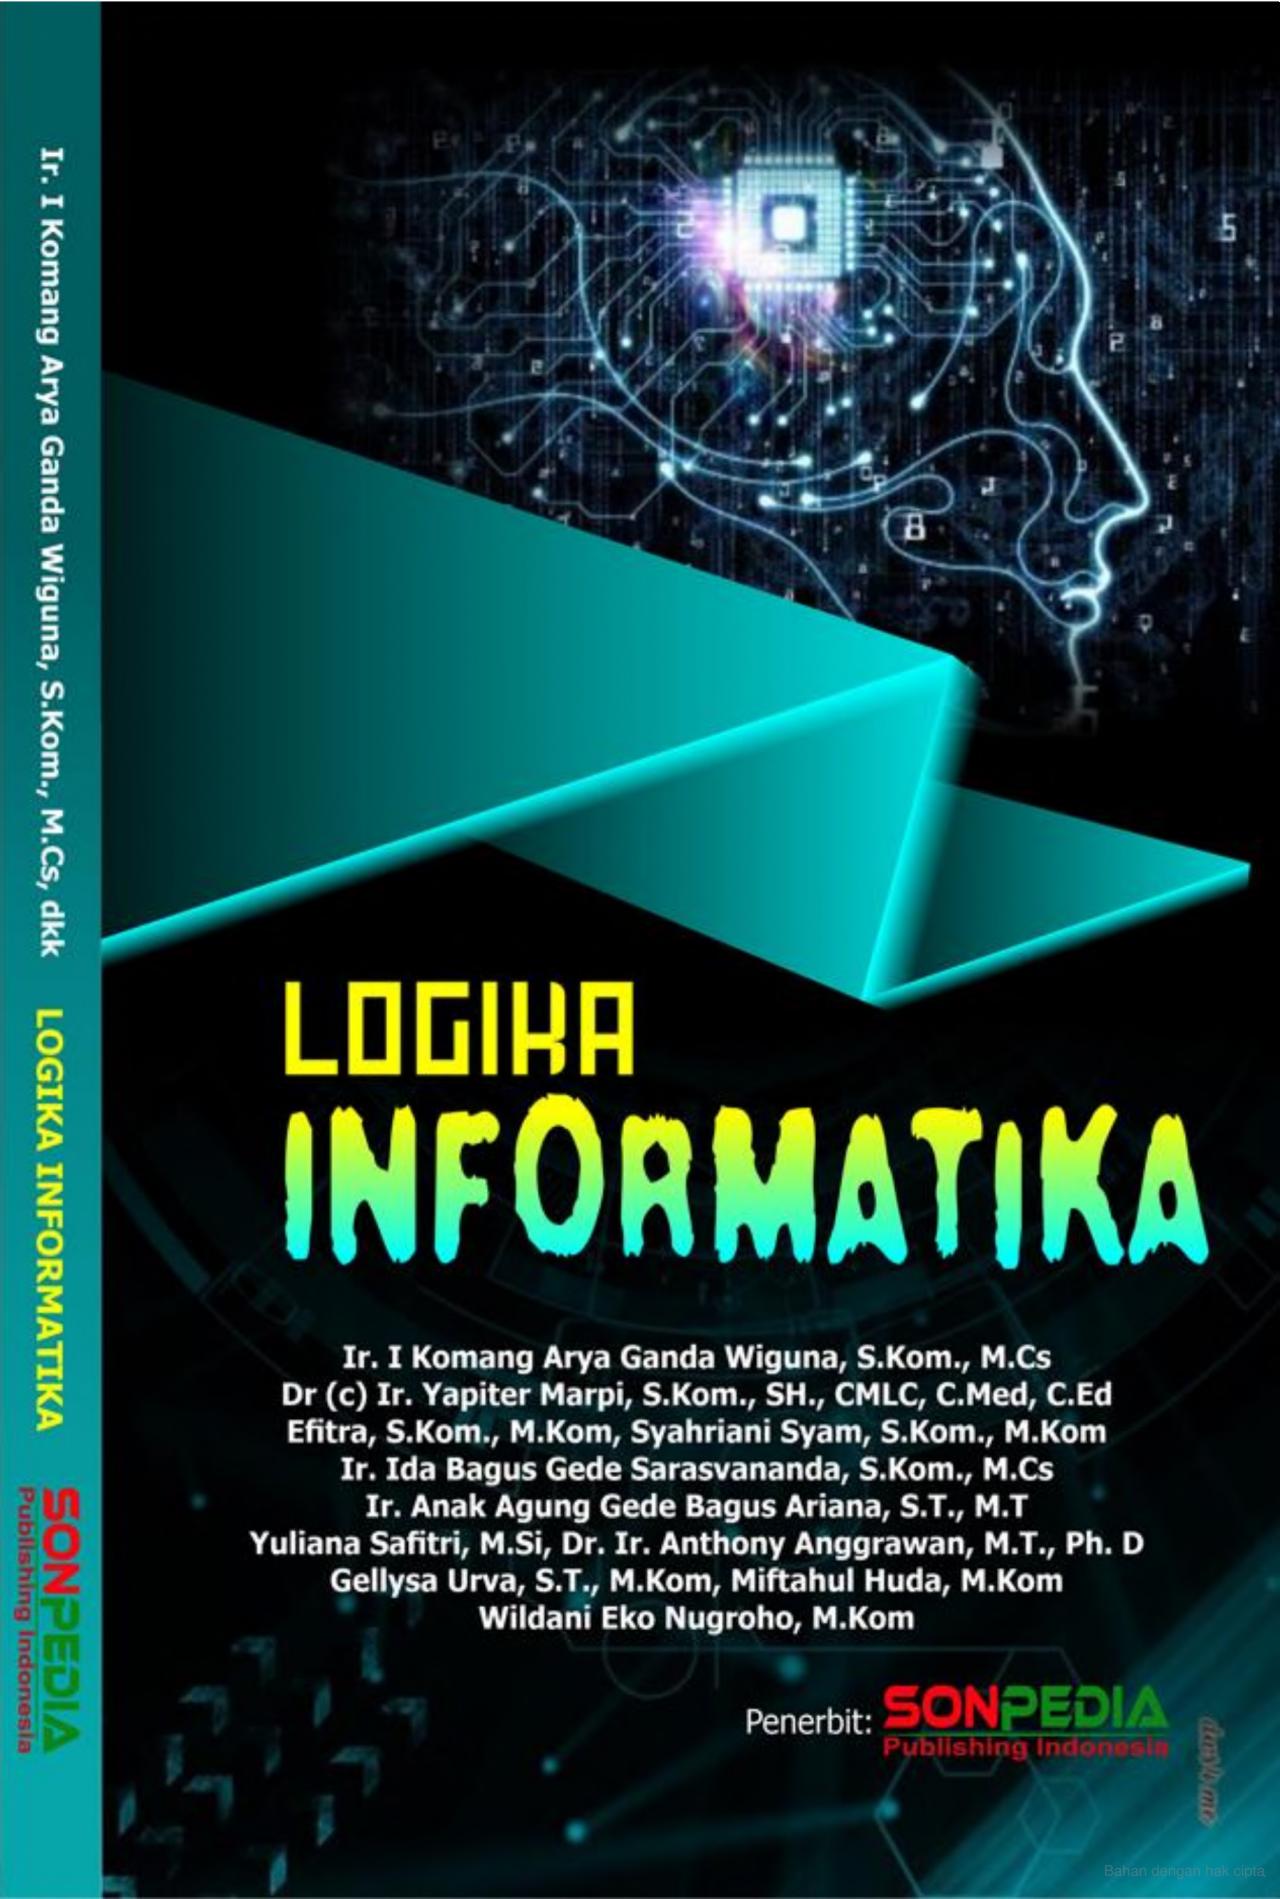 Ir. I Komang Arya Ganda Wiguna, S.Kom., M.Cs, dkk LOGIKA INFORMATIKA
SONPEDIA
Publishing Indonesia
LOGIKA
INFORMATIKA
Ir. I Komang Arya Ganda Wiguna, S.Kom., M.Cs
Dr (c) Ir. Yapiter Marpi, S.Kom., SH., CMLC, C.Med, C.Ed
Efitra, S.Kom., M.Kom, Syahriani Syam, S.Kom., M.Kom
Ir. Ida Bagus Gede Sarasvananda, S.Kom., M.Cs
Ir. Anak Agung Gede Bagus Ariana, S.T., M.T
Yuliana Safitri, M.Si, Dr. Ir. Anthony Anggrawan, M.T., Ph. D
Gellysa Urva, S.T., M.Kom, Miftahul Huda, M.Kom
Wildani Eko Nugroho, M.Kom
Penerbit: SONPEDIA
Publishing Indonesia
Bahan dengan hak cipta